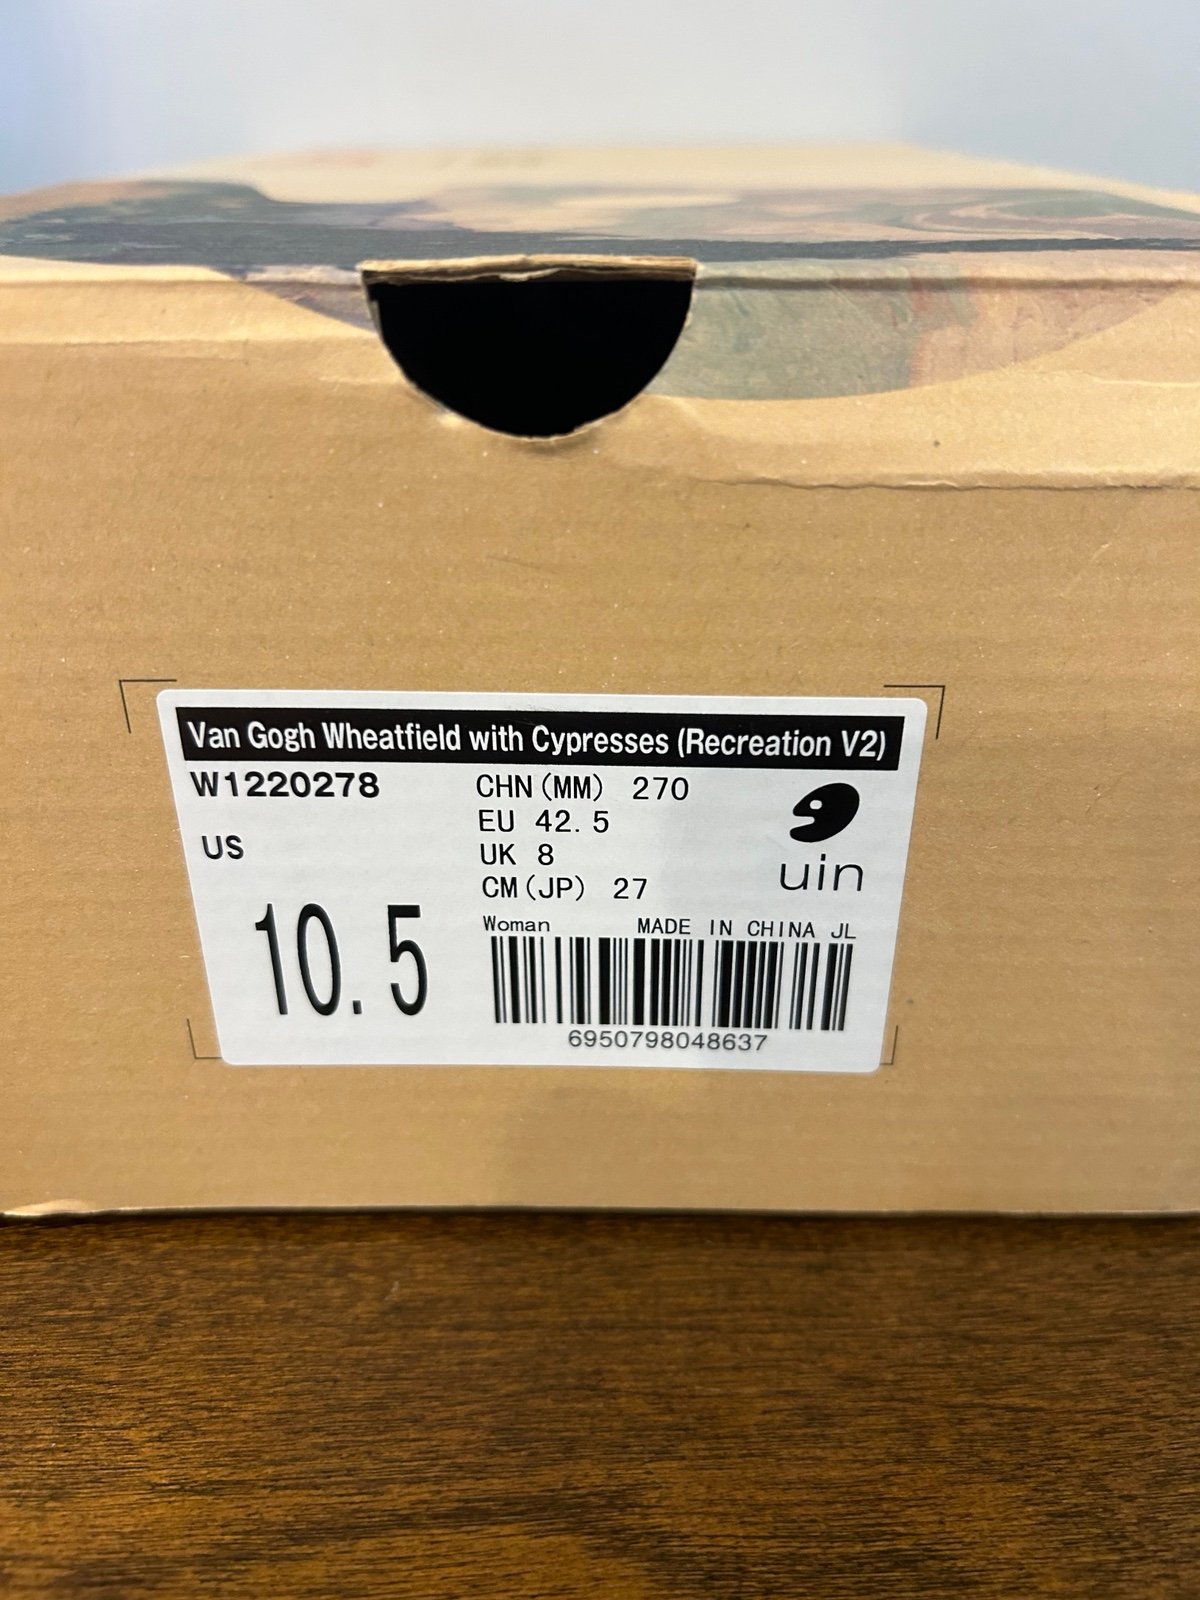 Van Gogh Wheatfield with Cypresses (Recreation V2)
W1220278
US
10.5
CHN(MM) 270
EU 42.5
UK 8
CM(JP) 27
uin
Woman MADE IN CHINA JL
6950798048637